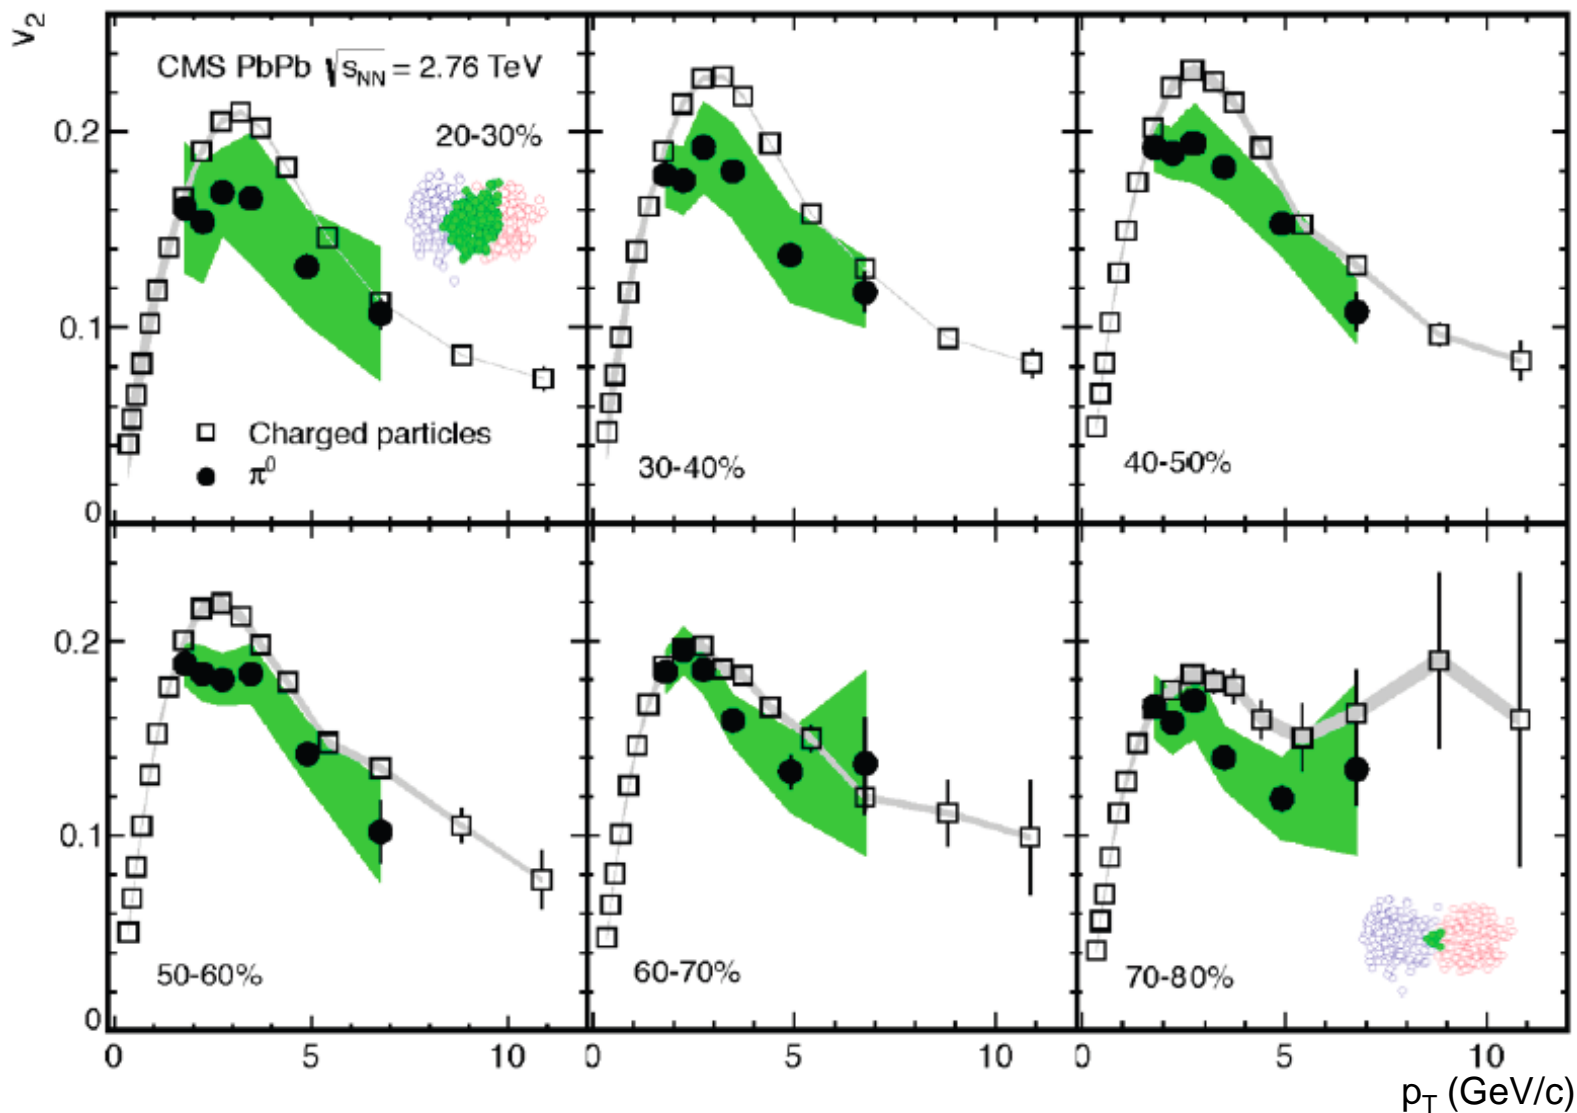 v₂
CMS PbPb √s_NN = 2.76 TeV
20-30%
0.2
0.1
0
Charged particles
π⁰
30-40%
40-50%
0.2
0.1
0
50-60%
60-70%
70-80%
0 5 10 0 5 10 0 5 10
p_T (GeV/c)